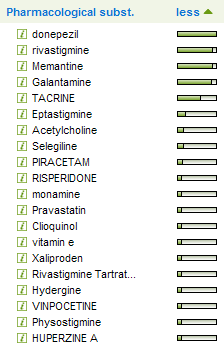 Pharmacological subst. less
donepezil
rivastigmine
Memantine
Galantamine
TACRINE
Eptastigmine
Acetylcholine
Selegiline
PIRACETAM
RISPERIDONE
monamine
Pravastatin
Clioquinol
vitamin e
Xaliproden
Rivastigmine Tartrat...
Hydergine
VINPOCETINE
Physostigmine
HUPERZINE A